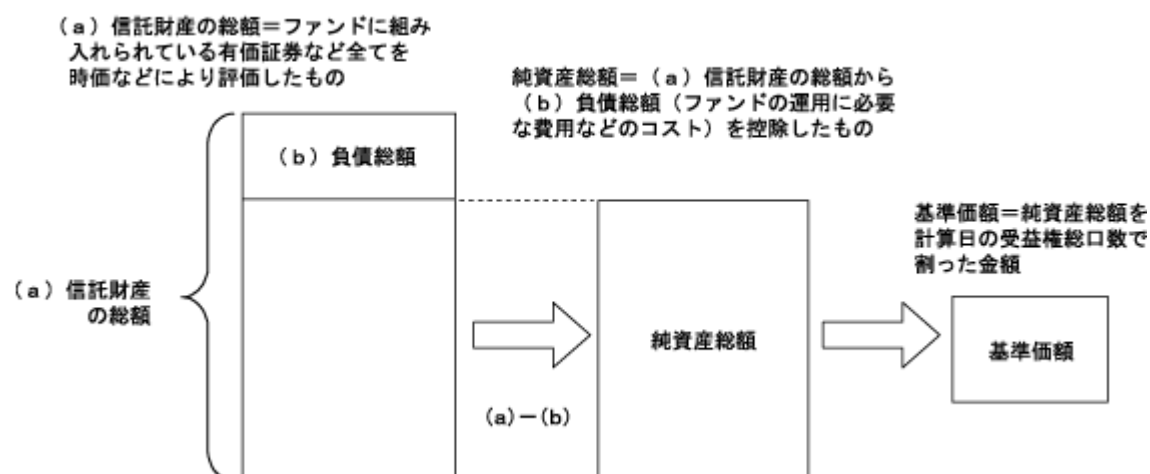 （ａ）信託財産の総額＝ファンドに組み
入れられている有価証券など全てを
時価などにより評価したもの
純資産総額＝（ａ）信託財産の総額から
（ｂ）負債総額（ファンドの運用に必要
な費用などのコスト）を控除したもの
（ｂ）負債総額
基準価額＝純資産総額を
計算日の受益権総口数で
割った金額
（ａ）信託財産
の総額
純資産総額
基準価額
(a)－(b)